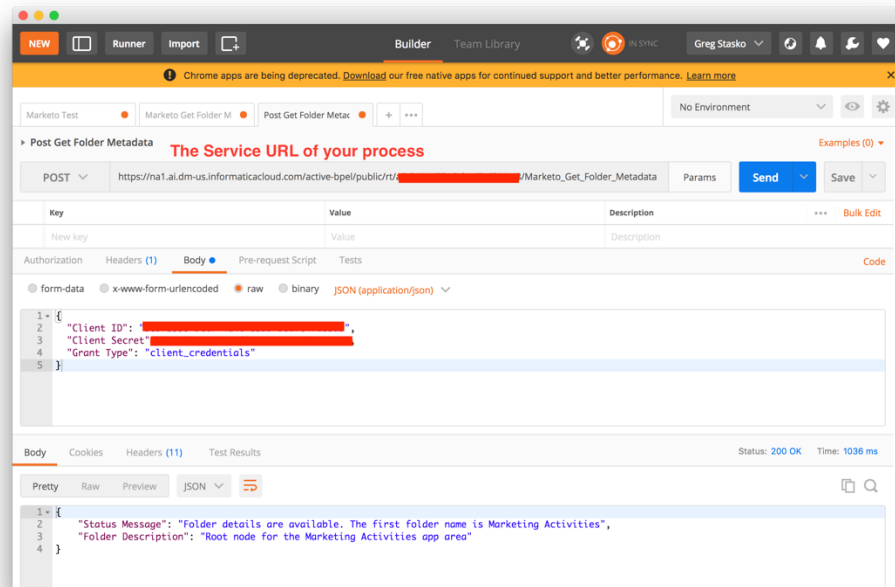 NEW Runner Import Builder Team Library IN SYNC Greg Stasko
Chrome apps are being deprecated. Download our free native apps for continued support and better performance. Learn more
Marketo Test Marketo Get Folder M Post Get Folder Metac + ••• No Environment
Post Get Folder Metadata Examples (0)
The Service URL of your process
POST https://na1.ai.dm-us.informaticacloud.com/active-bpel/public/rt/ /Marketo_Get_Folder_Metadata Params Send Save
Key Value Description ••• Bulk Edit
New key Value Description
Authorization Headers (1) Body Pre-request Script Tests Code
form-data x-www-form-urlencoded raw binary JSON (application/json)
1 {
2 "Client ID": " ",
3 "Client Secret"
4 "Grant Type": "client_credentials"
5 }
Body Cookies Headers (11) Test Results Status: 200 OK Time: 1036 ms
Pretty Raw Preview JSON
1 {
2 "Status Message": "Folder details are available. The first folder name is Marketing Activities",
3 "Folder Description": "Root node for the Marketing Activities app area"
4 }